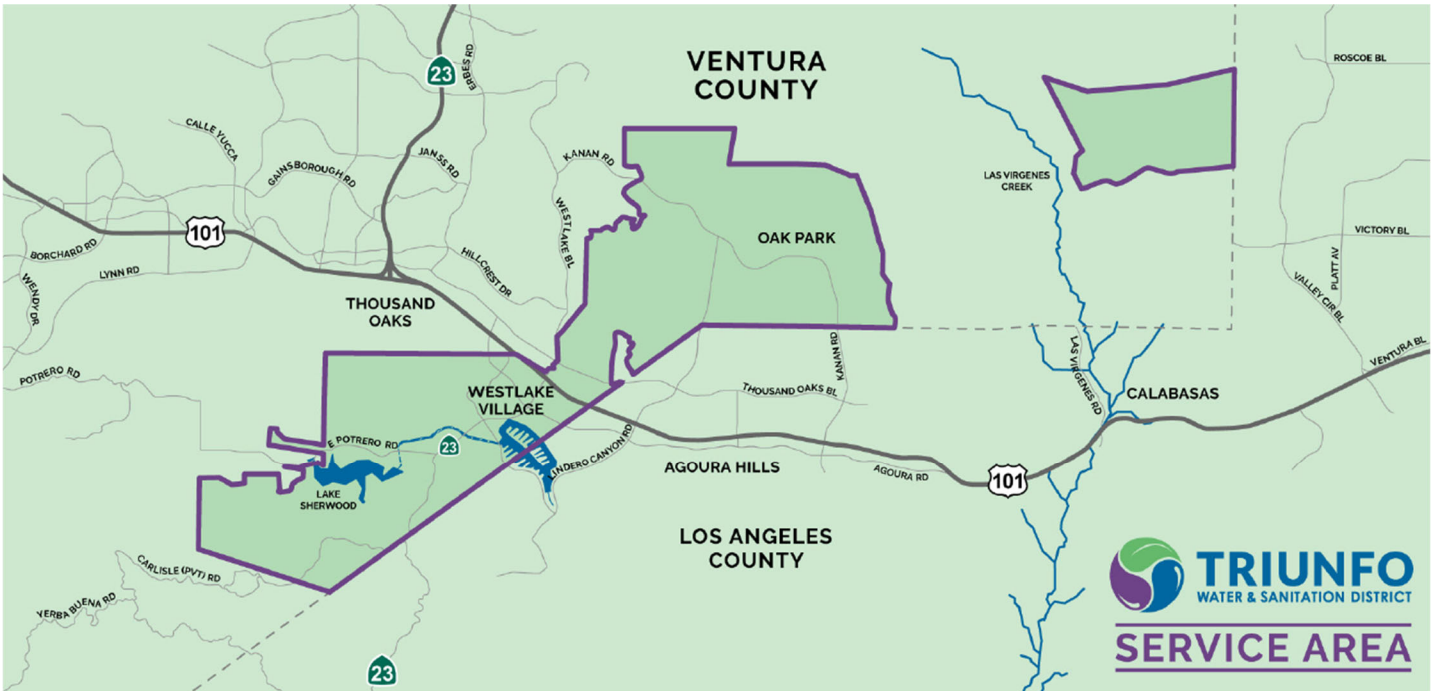 VENTURA
COUNTY
23
ERBES RD
ROSCOE BL
CALLE YUCCA
GAINSBOROUGH RD
JANSS RD
KANAN RD
LAS VIRGENES
CREEK
WESTLAKE BL
101
BORCHARD RD
LYNN RD
WENDY DR
HILLCREST DR
OAK PARK
VICTORY BL
PLATT AV
VALLEY CIR BL
THOUSAND
OAKS
POTRERO RD
WESTLAKE
VILLAGE
KANAN RD
THOUSAND OAKS BL
LAS VIRGENES RD
CALABASAS
VENTURA BL
E POTRERO RD
23
LINDERO CANYON RD
LAKE
SHERWOOD
AGOURA HILLS
AGOURA RD
101
LOS ANGELES
COUNTY
CARLISLE (PVT) RD
YERBA BUENA RD
23
TRIUNFO
WATER & SANITATION DISTRICT
SERVICE AREA